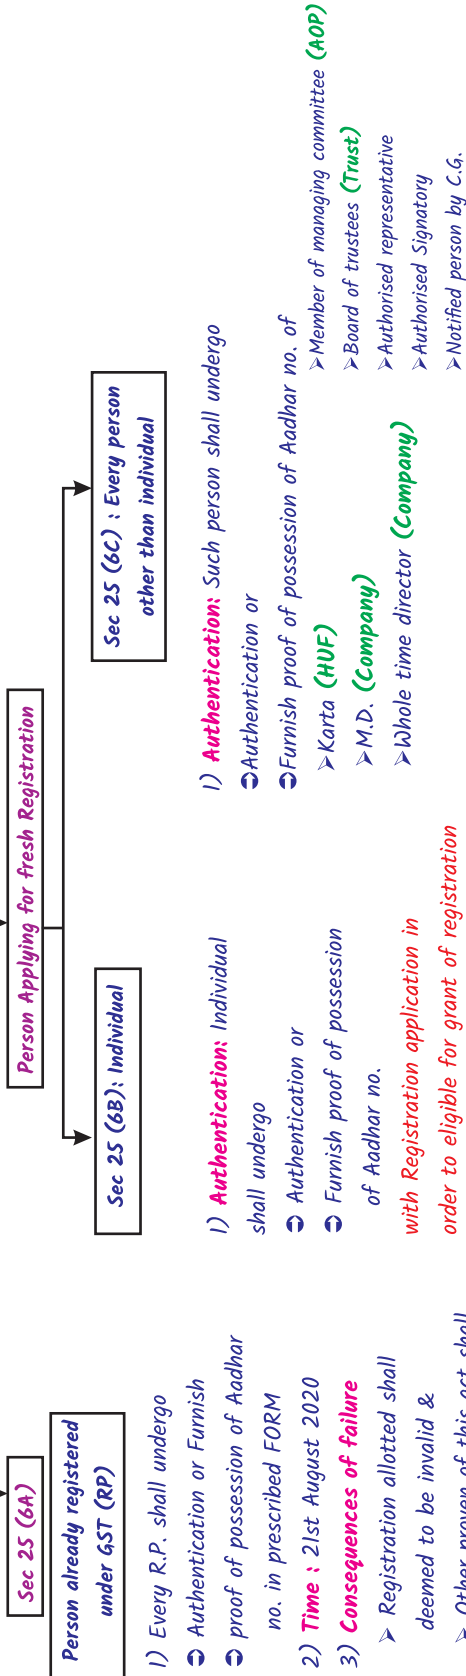 Sec 25 (6A)
Person already registered
under GST (RP)
1) Every R.P. shall undergo
➲ Authentication or Furnish
➲ proof of possession of Aadhar
no. in prescribed FORM
2) Time : 21st August 2020
3) Consequences of failure
➢ Registration allotted shall
deemed to be invalid &
➢ Other provsn of this act shall
Person Applying for fresh Registration
Sec 25 (6B): Individual
1) Authentication: Individual
shall undergo
➲ Authentication or
➲ Furnish proof of possession
of Aadhar no.
with Registration application in
order to eligible for grant of registration
Sec 25 (6C) : Every person
other than individual
1) Authentication: Such person shall undergo
➲Authentication or
➲Furnish proof of possession of Aadhar no. of
➢Karta (HUF)
➢M.D. (Company)
➢Whole time director (Company)
➢Member of managing committee (AOP)
➢Board of trustees (Trust)
➢Authorised representative
➢Authorised Signatory
➢Notified person by C.G.